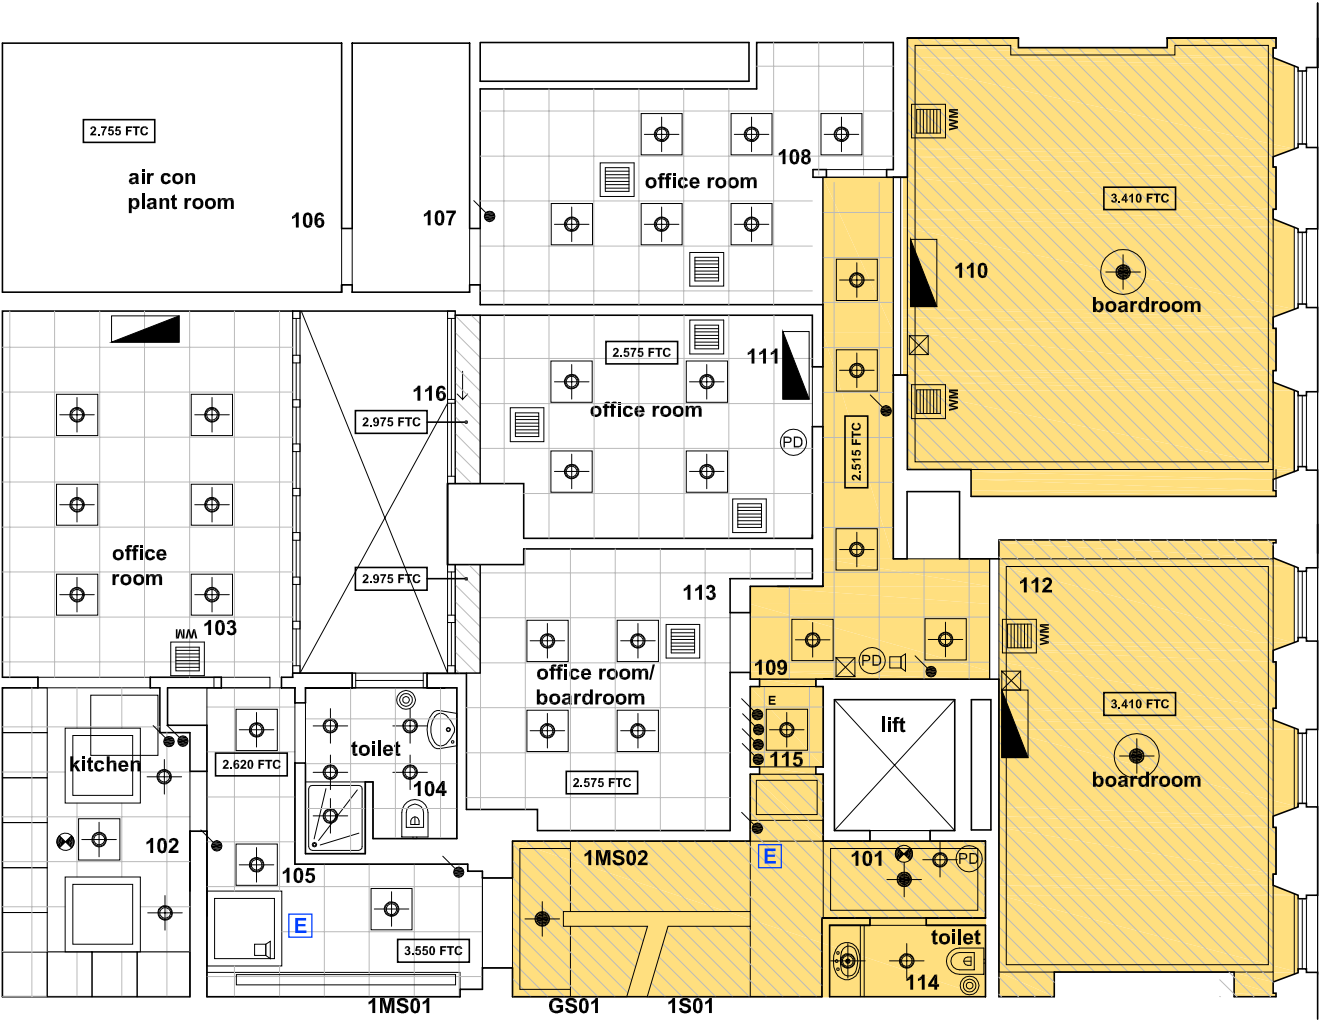 2.755 FTC
air con
plant room
106
107
108
office room
WM
3.410 FTC
110
boardroom
WM
2.575 FTC
111
office room
116
2.975 FTC
PD
2.515 FTC
office
room
2.975 FTC
103
WM
113
office room/
boardroom
2.575 FTC
109
PD
112
WM
3.410 FTC
boardroom
E
115
lift
kitchen
2.620 FTC
toilet
104
102
105
E
3.550 FTC
1MS01
1MS02
E
101
PD
toilet
114
GS01
1S01